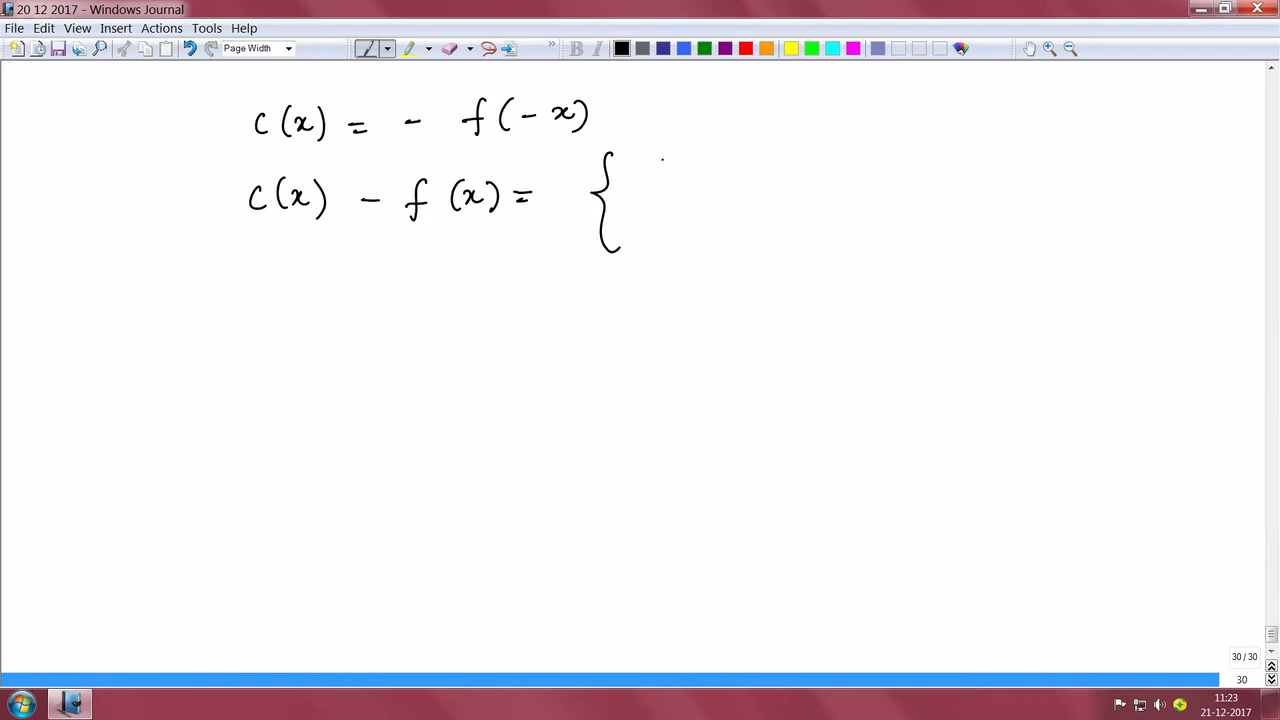 20 12 2017 - Windows Journal
File Edit View Insert Actions Tools Help
Page Width
B I
c(x) = - f(-x)
c(x) - f(x) = {
30/30
30
11:23
21-12-2017